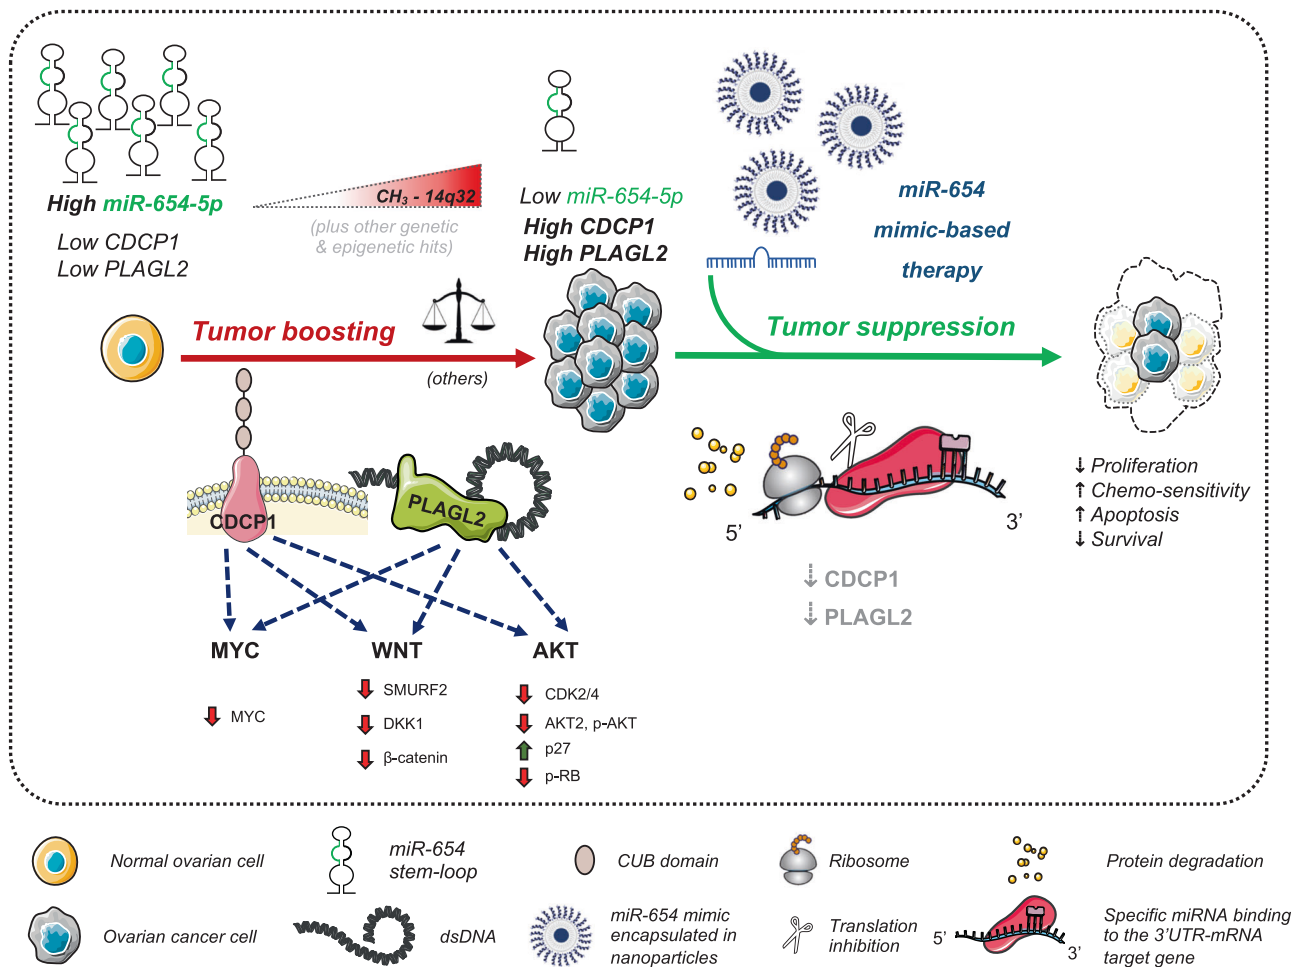 High miR-654-5p
Low CDCP1
Low PLAGL2
CH3 - 14q32
(plus other genetic
& epigenetic hits)
Low miR-654-5p
High CDCP1
High PLAGL2
miR-654
mimic-based
therapy
Tumor boosting
(others)
Tumor suppression
CDCP1
PLAGL2
5’
3’
↓ CDCP1
↓ PLAGL2
↓ Proliferation
↑ Chemo-sensitivity
↑ Apoptosis
↓ Survival
MYC
WNT
AKT
MYC
SMURF2
DKK1
β-catenin
CDK2/4
AKT2, p-AKT
p27
p-RB
Normal ovarian cell
miR-654
stem-loop
CUB domain
Ribosome
Protein degradation
Ovarian cancer cell
dsDNA
miR-654 mimic
encapsulated in
nanoparticles
Translation
inhibition
5’
3’
Specific miRNA binding
to the 3’UTR-mRNA
target gene